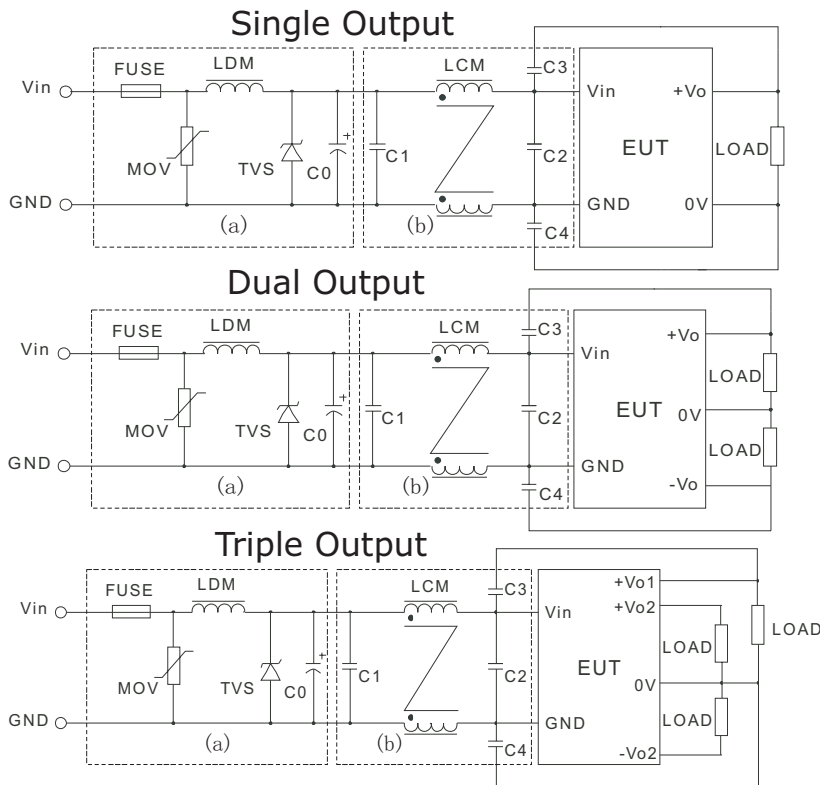 Single Output
FUSE LDM LCM C3
Vin Vin +Vo
MOV TVS C0 C1 C2 EUT LOAD
GND GND 0V
(a) (b) C4
Dual Output
FUSE LDM LCM C3
Vin Vin +Vo
LOAD
MOV TVS C0 C1 C2 EUT 0V
LOAD
GND GND
(a) (b) C4 -Vo
Triple Output
FUSE LDM LCM C3 +Vo1
Vin Vin +Vo2
LOAD
LOAD
MOV TVS C0 C1 C2 EUT 0V
LOAD
GND GND
(a) (b) C4 -Vo2